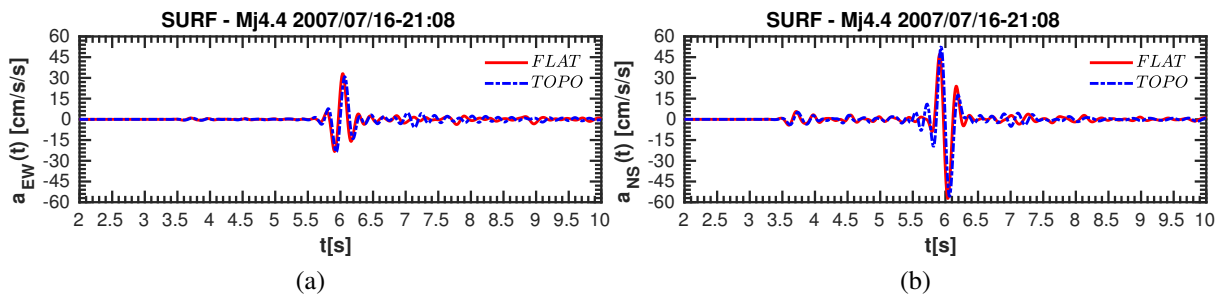 SURF - Mj4.4 2007/07/16-21:08
60
45
30
15
0
-15
-30
-45
-60
a_EW(t) [cm/s/s]
FLAT
TOPO
2 2.5 3 3.5 4 4.5 5 5.5 6 6.5 7 7.5 8 8.5 9 9.5 10
t[s]
(a)
SURF - Mj4.4 2007/07/16-21:08
60
45
30
15
0
-15
-30
-45
-60
a_NS(t) [cm/s/s]
FLAT
TOPO
2 2.5 3 3.5 4 4.5 5 5.5 6 6.5 7 7.5 8 8.5 9 9.5 10
t[s]
(b)